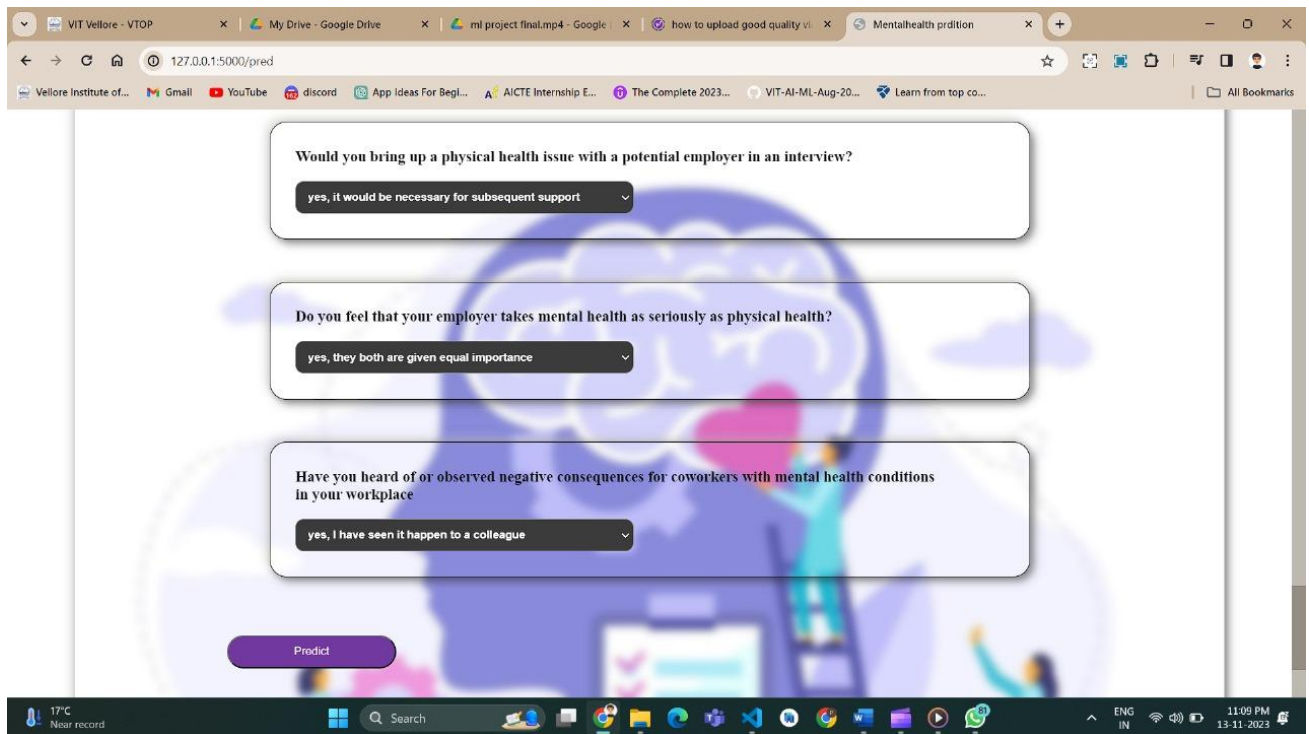 VIT Vellore - VTOP
My Drive - Google Drive
ml project final.mp4 - Google
how to upload good quality vi
Mentalhealth prdition
127.0.0.1:5000/pred
Vellore Institute of...
Gmail
YouTube
discord
App Ideas For Begi...
AICTE Internship E...
The Complete 2023...
VIT-AI-ML-Aug-20...
Learn from top co...
All Bookmarks
Would you bring up a physical health issue with a potential employer in an interview?
yes, it would be necessary for subsequent support
Do you feel that your employer takes mental health as seriously as physical health?
yes, they both are given equal importance
Have you heard of or observed negative consequences for coworkers with mental health conditions
in your workplace
yes, I have seen it happen to a colleague
Predict
17°C
Near record
Search
81
ENG
IN
11:09 PM
13-11-2023